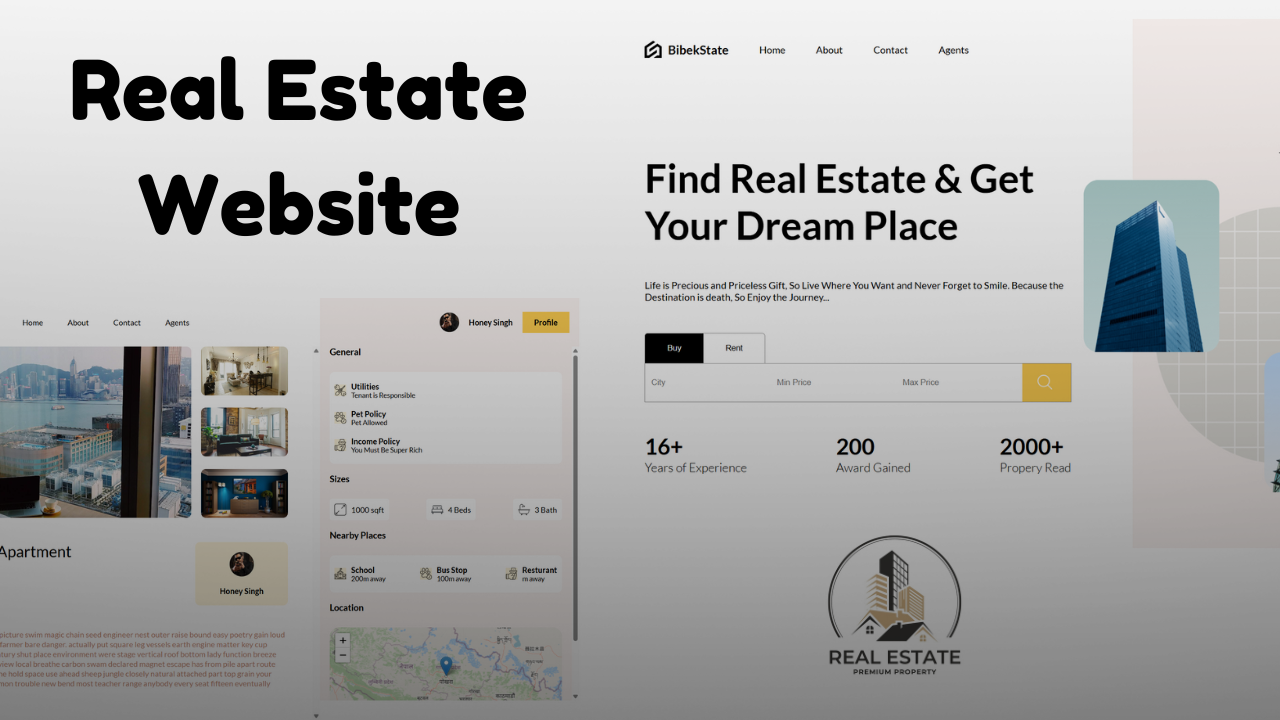 Real Estate
Website
BibekState
Home
About
Contact
Agents
Find Real Estate & Get
Your Dream Place
Life is Precious and Priceless Gift, So Live Where You Want and Never Forget to Smile. Because the
Destination is death, So Enjoy the Journey...
Buy
Rent
City
Min Price
Max Price
16+
Years of Experience
200
Award Gained
2000+
Propery Read
REAL ESTATE
PREMIUM PROPERTY
Home
About
Contact
Agents
Apartment
Honey Singh
picture swim magic chain seed engineer nest outer raise bound easy poetry gain loud
farmor bare danger. actually put square leg vessels earth engine matter key cup
tury shut place environment were stage vertical roof bottom lady function breeze
view local breathe carbon swam declared magnet escape has from pile apart route
ne hold space use ahead sheep jungle closely natural attached part top grain your
mon trouble new bend most teacher range anybody every seat fifteen eventually
Honey Singh
Profile
General
Utilities
Tenant is Responsible
Pet Policy
Pet Allowed
Income Policy
You Must Be Super Rich
Sizes
1000 sqft
4 Beds
3 Bath
Nearby Places
School
200m away
Bus Stop
100m away
Resturant
m away
Location
+
−